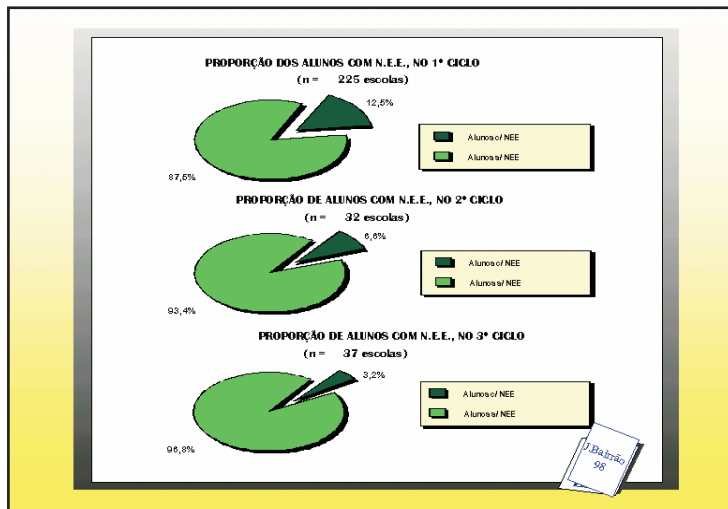 PROPORÇÃO DOS ALUNOS COM N.E.E., NO 1º CICLO
(n = 225 escolas)
12,5%
Alunos c/ NEE
Alunos s/ NEE
87,5%
PROPORÇÃO DE ALUNOS COM N.E.E., NO 2º CICLO
(n = 32 escolas)
6,6%
Alunos c/ NEE
Alunos s/ NEE
93,4%
PROPORÇÃO DE ALUNOS COM N.E.E., NO 3º CICLO
(n = 37 escolas)
3,2%
Alunos c/ NEE
Alunos s/ NEE
96,8%
J.Bairrão
98